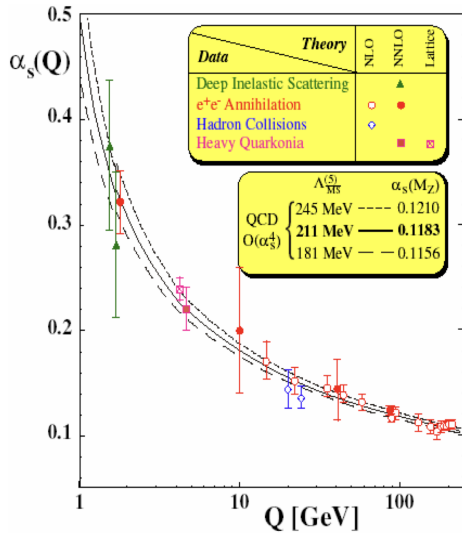 0.5
αs(Q)
Data Theory NLO NNLO Lattice
Deep Inelastic Scattering
e+e- Annihilation
Hadron Collisions
Heavy Quarkonia
0.4
Λ(5)MS αs(MZ)
QCD O(αs4)
245 MeV 0.1210
211 MeV 0.1183
181 MeV 0.1156
0.3
0.2
0.1
1 10 100
Q [GeV]